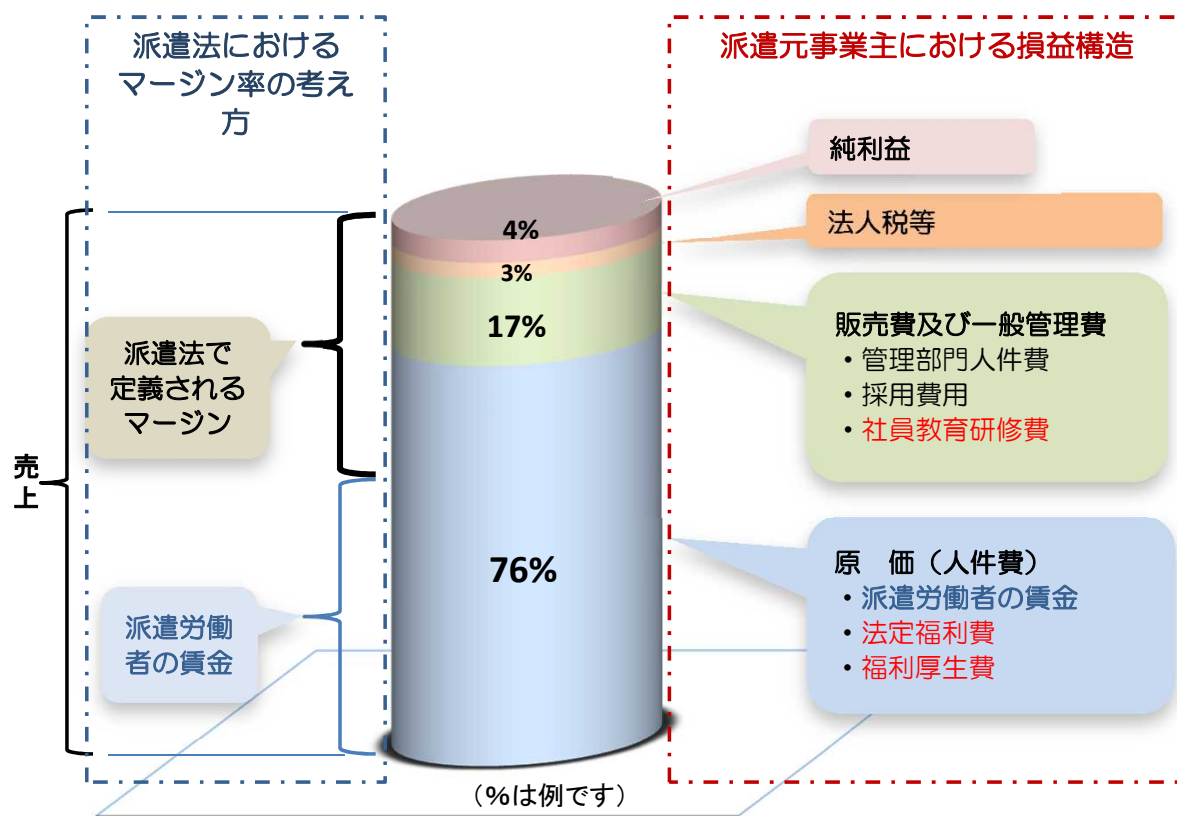 派遣法における
マージン率の考え
方
派遣元事業主における損益構造
純利益
法人税等
4%
3%
17%
76%
販売費及び一般管理費
・管理部門人件費
・採用費用
・社員教育研修費
派遣法で
定義される
マージン
売
上
派遣労働
者の賃金
原　価（人件費）
・派遣労働者の賃金
・法定福利費
・福利厚生費
（%は例です）